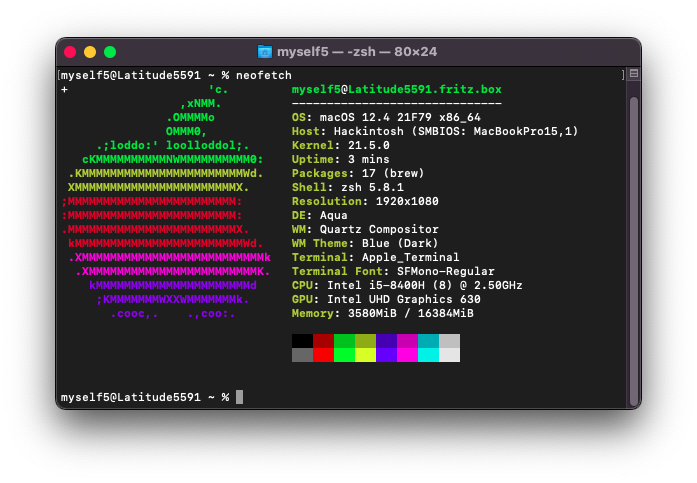 myself5 — -zsh — 80×24
[myself5@Latitude5591 ~ % neofetch ]
+ 'c. myself5@Latitude5591.fritz.box
,xNMM. ------------------------------
.OMMMMo OS: macOS 12.4 21F79 x86_64
OMMM0, Host: Hackintosh (SMBIOS: MacBookPro15,1)
.;loddo:' loolloddol;. Kernel: 21.5.0
cKMMMMMMMMMMNWMMMMMMMMMM0: Uptime: 3 mins
.KMMMMMMMMMMMMMMMMMMMMMMMWd. Packages: 17 (brew)
XMMMMMMMMMMMMMMMMMMMMMMMX. Shell: zsh 5.8.1
;MMMMMMMMMMMMMMMMMMMMMMMM: Resolution: 1920x1080
:MMMMMMMMMMMMMMMMMMMMMMMM: DE: Aqua
.MMMMMMMMMMMMMMMMMMMMMMMMX. WM: Quartz Compositor
kMMMMMMMMMMMMMMMMMMMMMMMMWd. WM Theme: Blue (Dark)
.XMMMMMMMMMMMMMMMMMMMMMMMMMMk Terminal: Apple_Terminal
.XMMMMMMMMMMMMMMMMMMMMMMMMK. Terminal Font: SFMono-Regular
kMMMMMMMMMMMMMMMMMMMMMMd CPU: Intel i5-8400H (8) @ 2.50GHz
;KMMMMMMMWXXWMMMMMMMk. GPU: Intel UHD Graphics 630
.cooc,. .,coo:. Memory: 3580MiB / 16384MiB
myself5@Latitude5591 ~ %